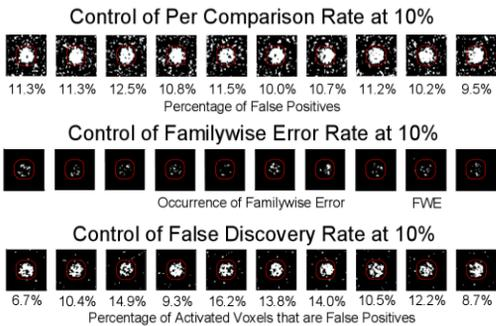 Control of Per Comparison Rate at 10%
11.3% 11.3% 12.5% 10.8% 11.5% 10.0% 10.7% 11.2% 10.2% 9.5%
Percentage of False Positives
Control of Familywise Error Rate at 10%
Occurrence of Familywise Error FWE
Control of False Discovery Rate at 10%
6.7% 10.4% 14.9% 9.3% 16.2% 13.8% 14.0% 10.5% 12.2% 8.7%
Percentage of Activated Voxels that are False Positives